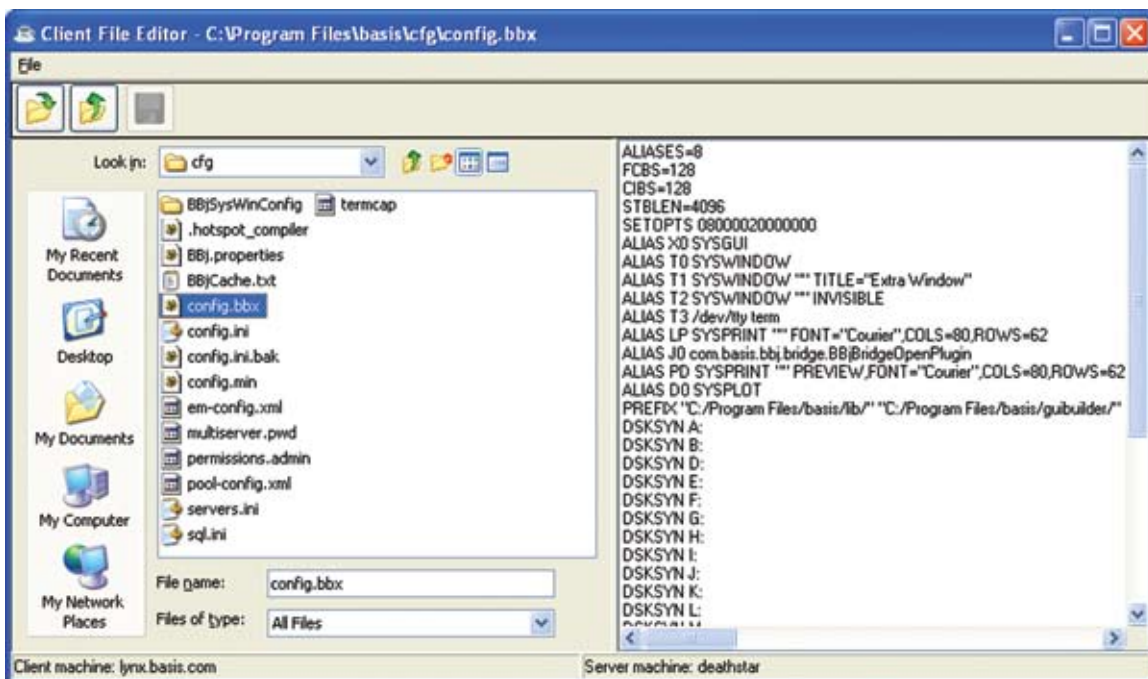 Client File Editor - C:\Program Files\basis\cfg\config.bbx
File
Look in: cfg
My Recent Documents
Desktop
My Documents
My Computer
My Network Places
BBjSysWinConfig
termcap
.hotspot_compiler
BBj.properties
BBjCache.txt
config.bbx
config.ini
config.ini.bak
config.min
em-config.xml
multiserver.pwd
permissions.admin
pool-config.xml
servers.ini
sql.ini
File name: config.bbx
Files of type: All Files
ALIASES=8
FCBS=128
CIBS=128
STBLEN=4096
SETOPTS 08000020000000
ALIAS X0 SYSGUI
ALIAS T0 SYSWINDOW
ALIAS T1 SYSWINDOW "" TITLE="Extra Window"
ALIAS T2 SYSWINDOW "" INVISIBLE
ALIAS T3 /dev/tty term
ALIAS LP SYSPRINT "" FONT="Courier",COLS=80,ROWS=62
ALIAS J0 com.basis.bbj.bridge.BBjBridgeOpenPlugin
ALIAS PD SYSPRINT "" PREVIEW,FONT="Courier",COLS=80,ROWS=62
ALIAS D0 SYSPLOT
PREFIX "C:/Program Files/basis/lib/" "C:/Program Files/basis/guibuilder/"
DSKSYN A:
DSKSYN B:
DSKSYN D:
DSKSYN E:
DSKSYN F:
DSKSYN G:
DSKSYN H:
DSKSYN I:
DSKSYN J:
DSKSYN K:
DSKSYN L:
Client machine: lynx.basis.com
Server machine: deathstar